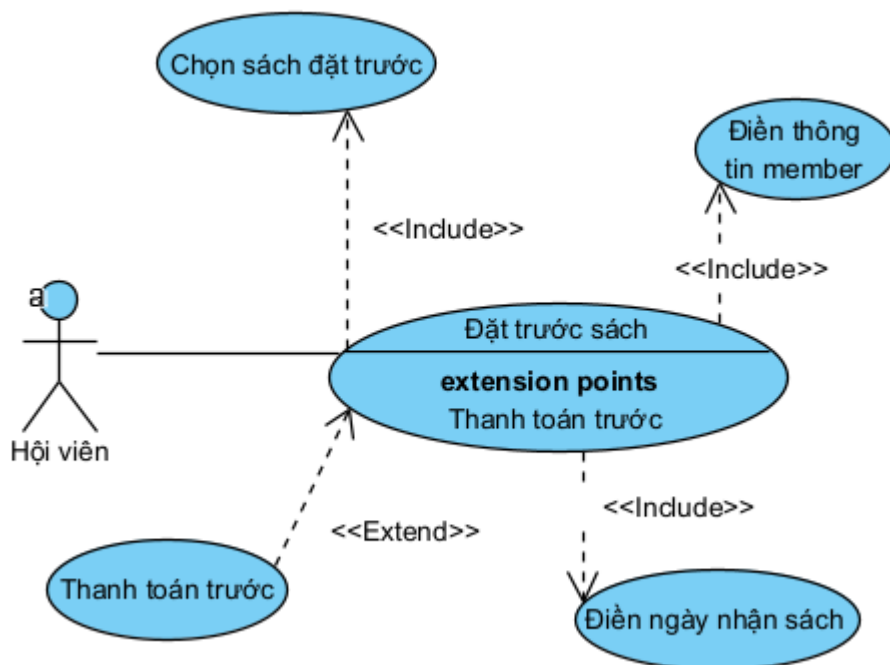 Chọn sách đặt trước
Điền thông
tin member
<<Include>>
<<Include>>
a
Đặt trước sách
extension points
Thanh toán trước
Hội viên
<<Include>>
<<Extend>>
Thanh toán trước
Điền ngày nhận sách